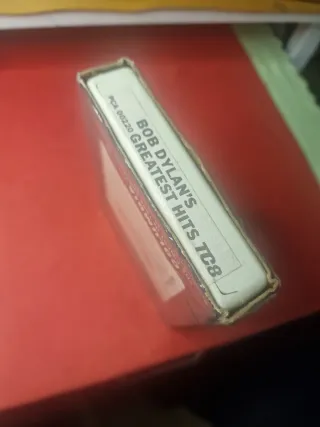 BOB DYLAN'S
GREATEST HITS TC8